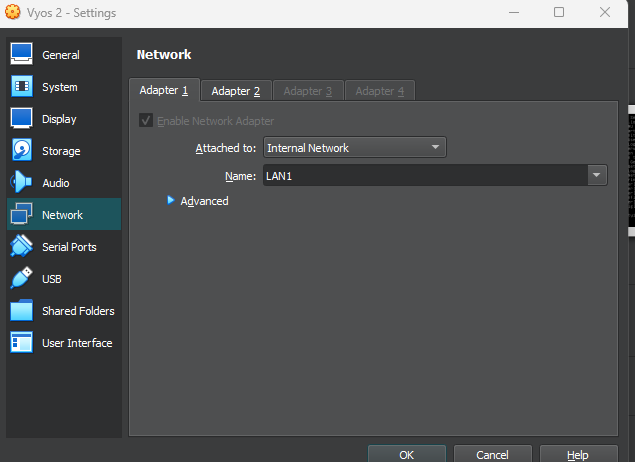 Vyos 2 - Settings
General
System
Display
Storage
Audio
Network
Serial Ports
USB
Shared Folders
User Interface
Network
Adapter 1 Adapter 2 Adapter 3 Adapter 4
Enable Network Adapter
Attached to: Internal Network
Name: LAN1
Advanced
OK Cancel Help